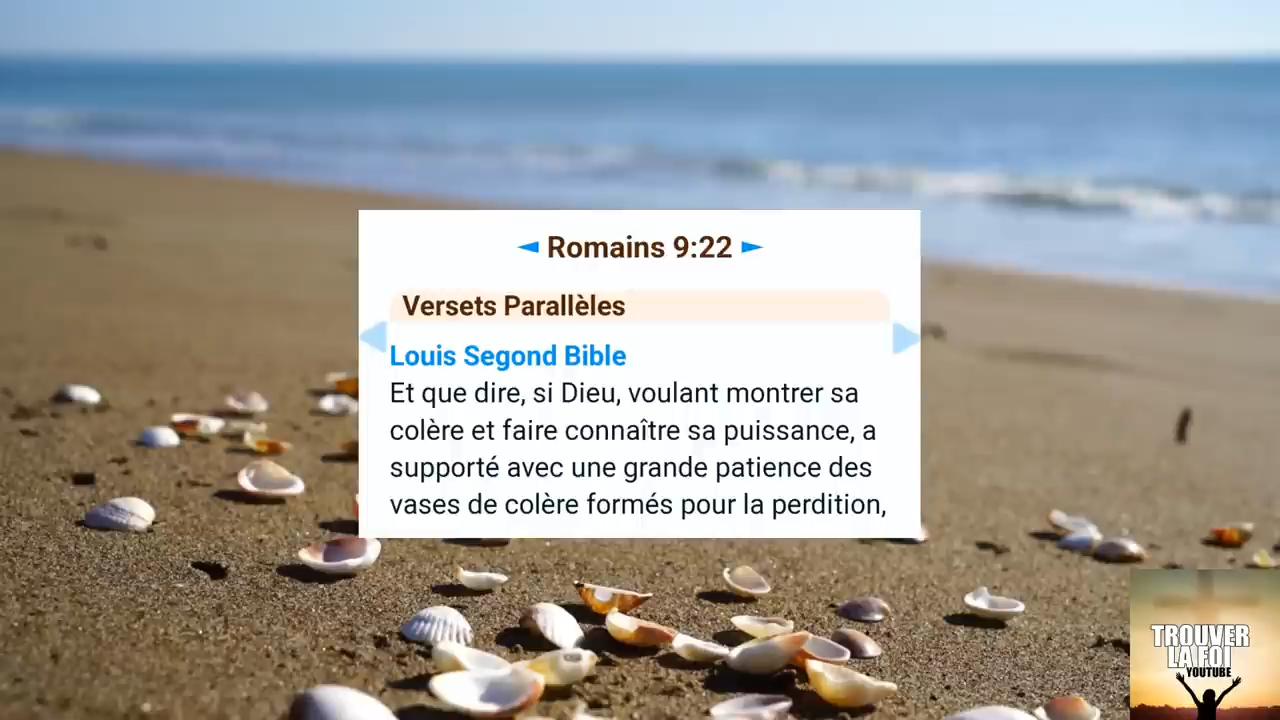 ◄ Romains 9:22 ►
Versets Parallèles
Louis Segond Bible
Et que dire, si Dieu, voulant montrer sa
colère et faire connaître sa puissance, a
supporté avec une grande patience des
vases de colère formés pour la perdition,
TROUVER
LA FOI
YOUTUBE